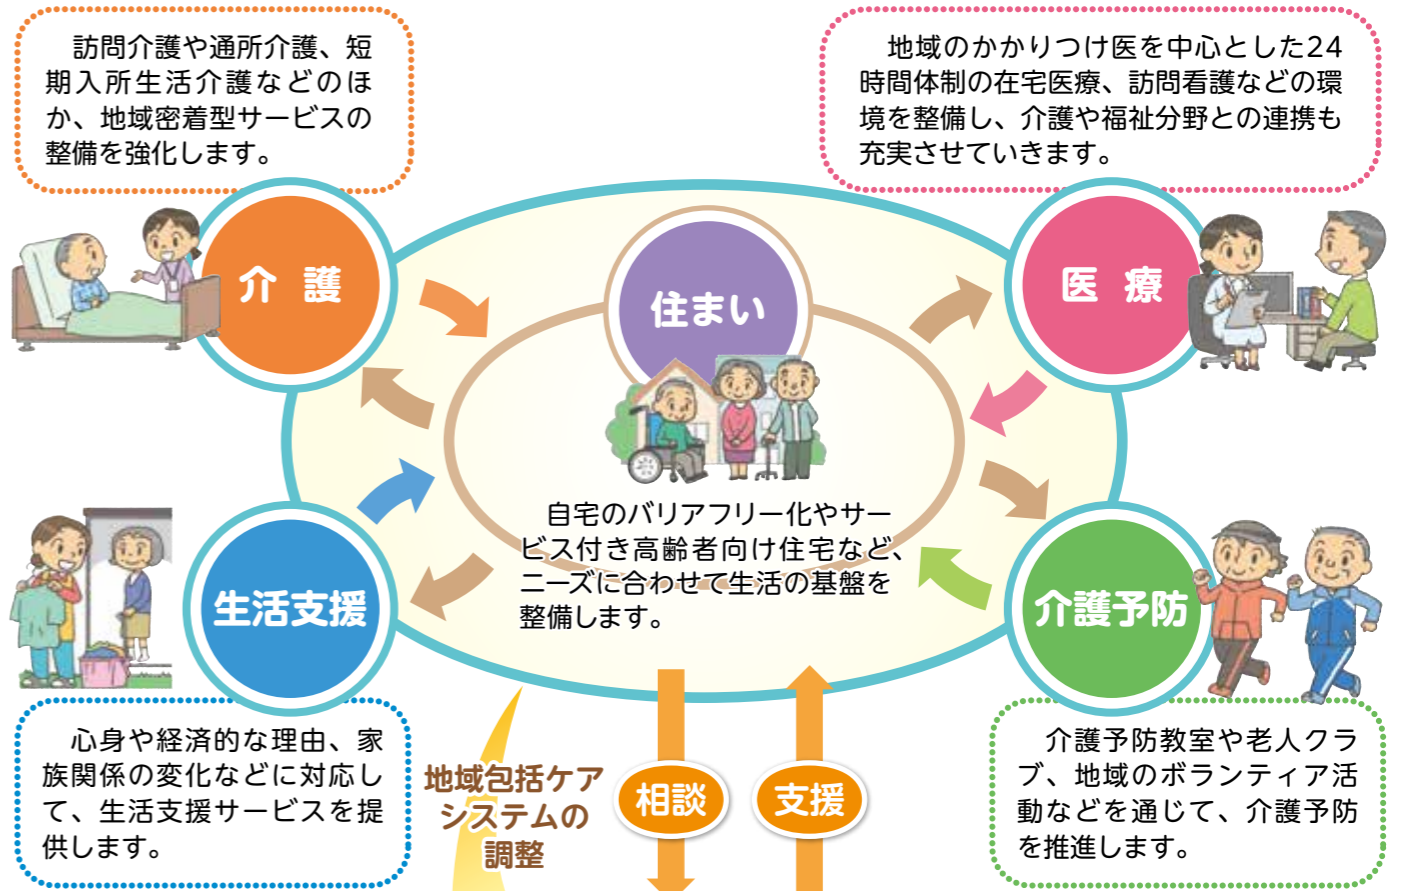 訪問介護や通所介護、短
期入所生活介護などのほ
か、地域密着型サービスの
整備を強化します。
介護
地域のかかりつけ医を中心とした24
時間体制の在宅医療、訪問看護などの環
境を整備し、介護や福祉分野との連携も
充実させていきます。
医療
住まい
自宅のバリアフリー化やサー
ビス付き高齢者向け住宅など、
ニーズに合わせて生活の基盤を
整備します。
生活支援
心身や経済的な理由、家
族関係の変化などに対応し
て、生活支援サービスを提
供します。
介護予防
介護予防教室や老人クラ
ブ、地域のボランティア活
動などを通じて、介護予防
を推進します。
地域包括ケア
システムの
調整
相談
支援